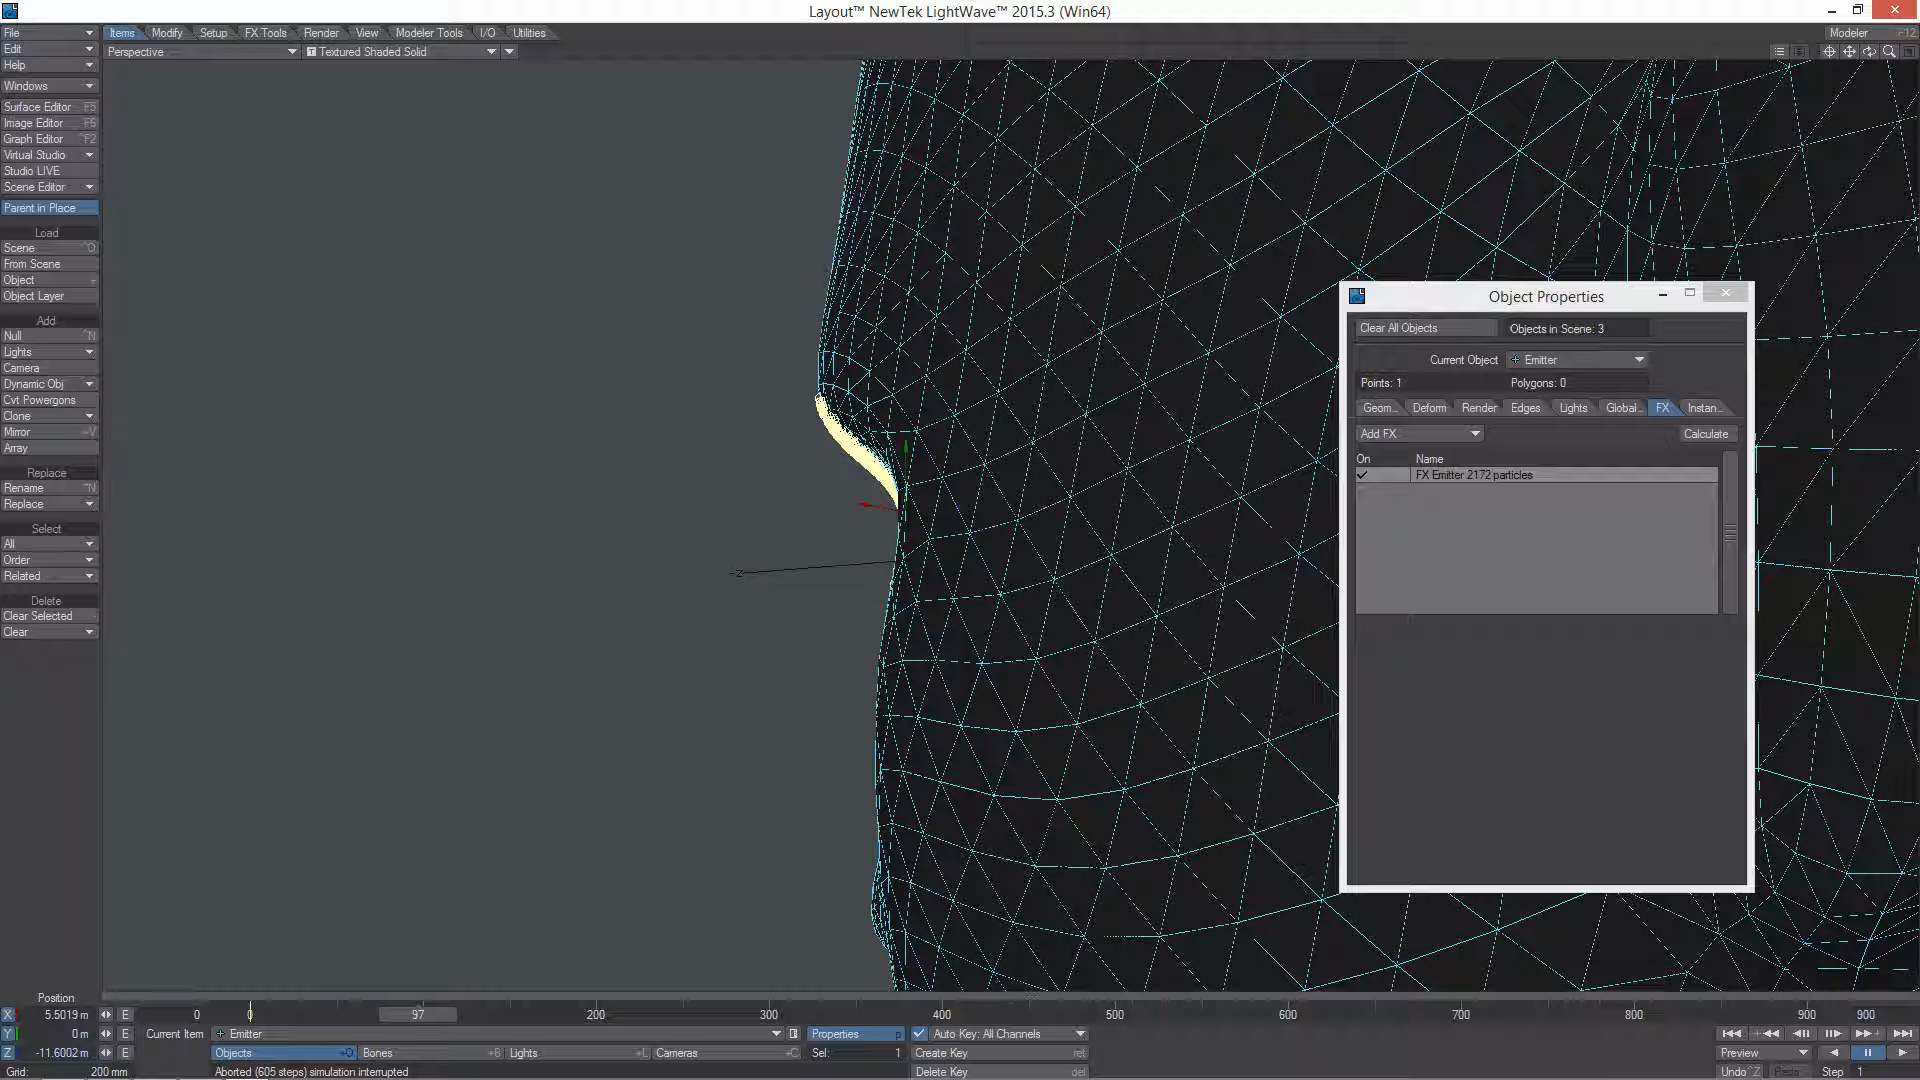 Layout™ NewTek LightWave™ 2015.3 (Win64)
File
Items Modify Setup FX Tools Render View Modeler Tools I/O Utilities
Modeler F12
Edit
Perspective
Textured Shaded Solid
Help
Windows
Surface Editor F5
Image Editor F6
Graph Editor ^F2
Virtual Studio
Studio LIVE
Scene Editor
Parent in Place
Load
Scene ^O
From Scene
Object
Object Layer
Add
Null ^N
Lights
Camera
Dynamic Obj
Cvt Powergons
Clone
Mirror
Array
Replace
Rename
Replace
Select
All
Order
Related
Delete
Clear Selected
Clear
-Z
Object Properties
Clear All Objects
Objects in Scene: 3
Current Object
Emitter
Points: 1
Polygons: 0
Geom... Deform Render Edges Lights Global.. FX Instan...
Add FX
Calculate
On Name
FX Emitter 2172 particles
Position
X 5.5019 m E
Y 0 m E
Z -11.6002 m E
Grid: 200 mm
0 0 97 200 300 400 500 600 700 800 900 900
Current Item
Emitter
Properties p
Auto Key: All Channels
Objects +O
Bones +B
Lights +L
Cameras +C
Sel: 1
Create Key ret
Preview
Aborted (605 steps) simulation interrupted
Delete Key del
Undo ^Z
Step 1